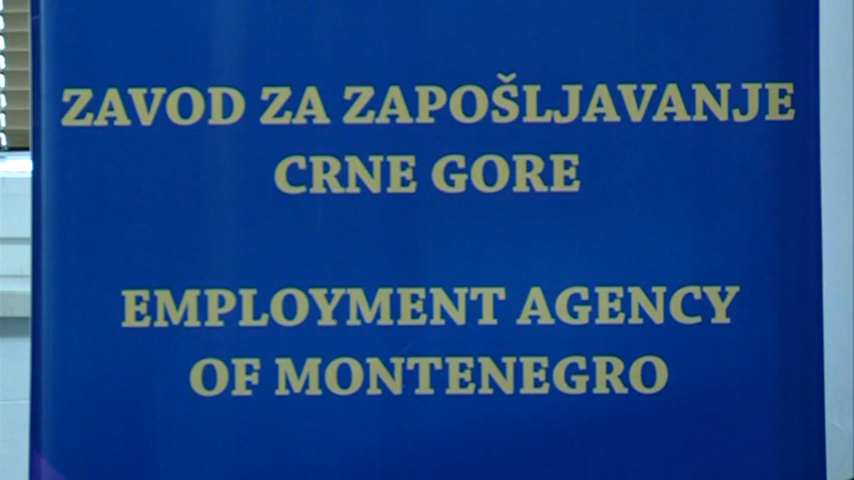 ZAVOD ZA ZAPOŠLJAVANJE
CRNE GORE
EMPLOYMENT AGENCY
OF MONTENEGRO